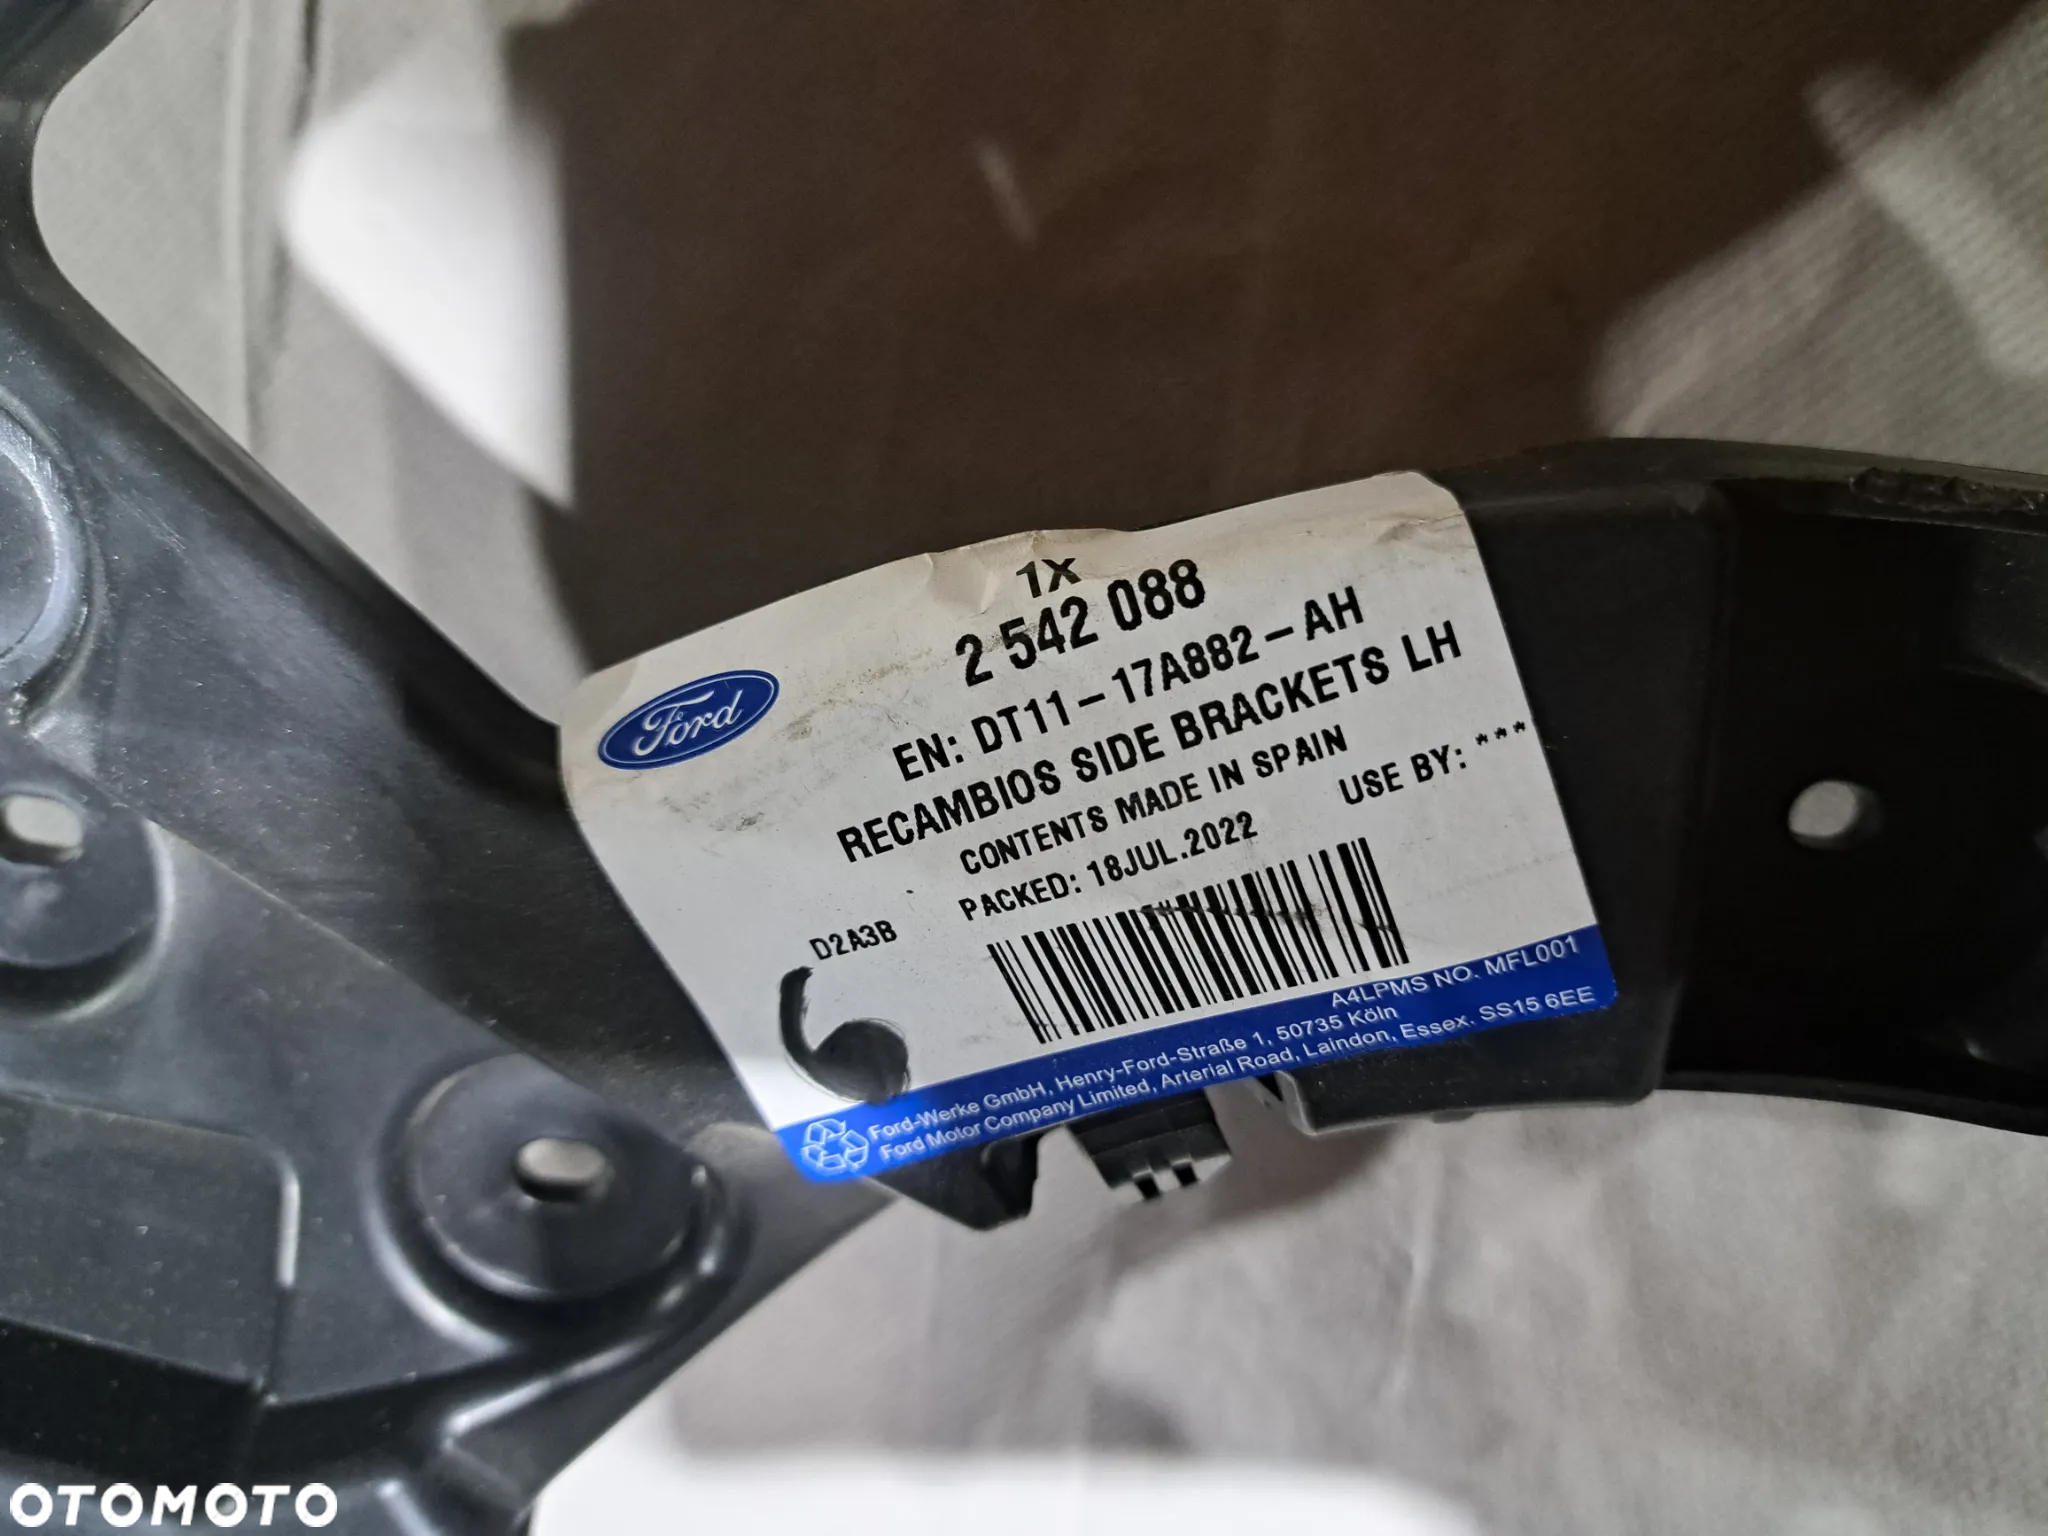 1X
2 542 088
Ford
EN: DT11-17A882-AH
RECAMBIOS SIDE BRACKETS LH
CONTENTS MADE IN SPAIN
PACKED: 18JUL.2022 USE BY: ***
D2A3B
A4LPMS NO. MFL001
Ford-Werke GmbH, Henry-Ford-Straße 1, 50735 Köln
Ford Motor Company Limited, Arterial Road, Laindon, Essex. SS15 6EE
OTOMOTO